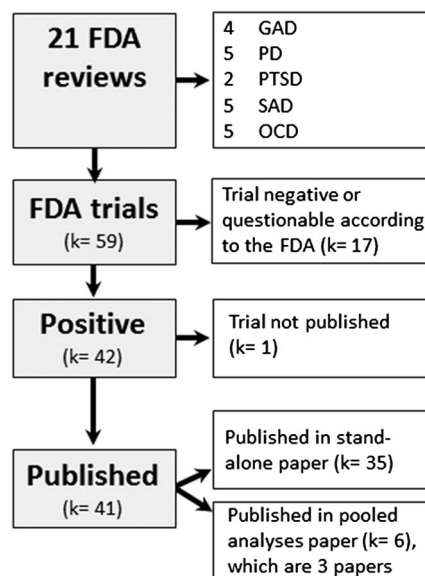 21 FDA
reviews
4 GAD
5 PD
2 PTSD
5 SAD
5 OCD
FDA trials
(k= 59)
Trial negative or
questionable according
to the FDA (k= 17)
Positive
(k= 42)
Trial not published
(k= 1)
Published
(k= 41)
Published in stand-
alone paper (k= 35)
Published in pooled
analyses paper (k= 6),
which are 3 papers